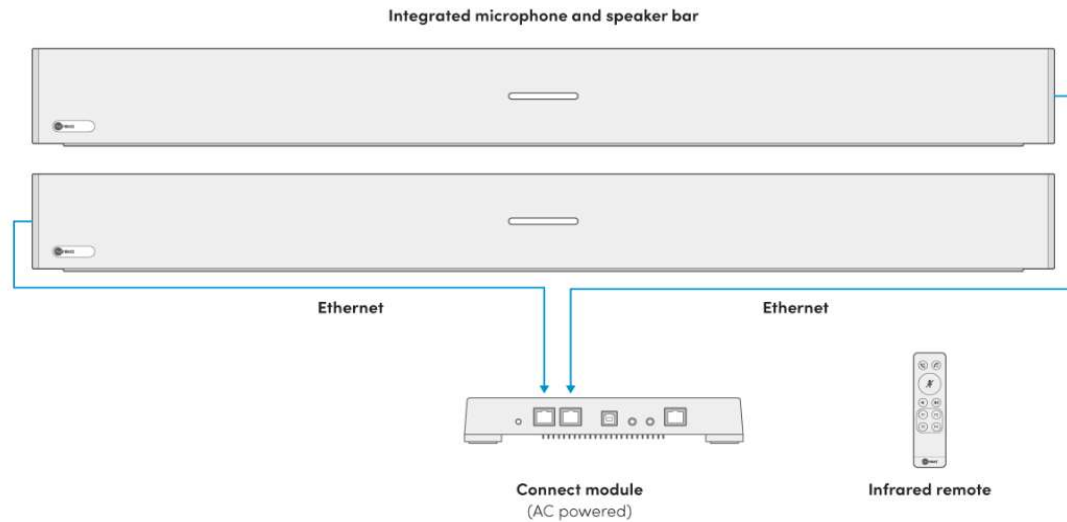 Integrated microphone and speaker bar
Ethernet
Ethernet
Connect module
(AC powered)
Infrared remote